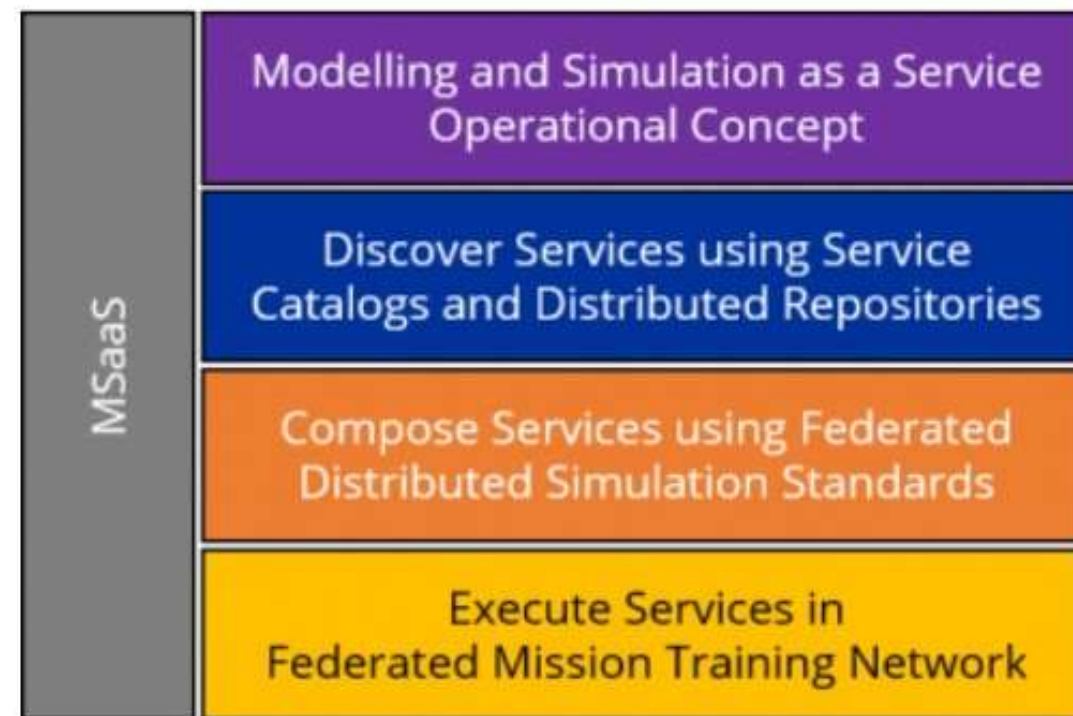 MSaaS
Modelling and Simulation as a Service
Operational Concept
Discover Services using Service
Catalogs and Distributed Repositories
Compose Services using Federated
Distributed Simulation Standards
Execute Services in
Federated Mission Training Network